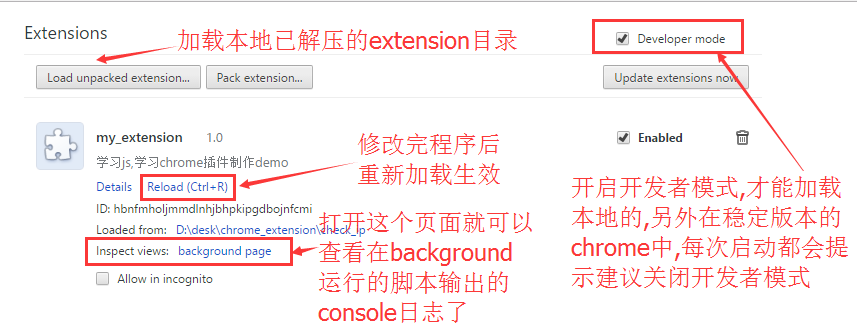 Extensions
加载本地已解压的extension目录
Developer mode
Load unpacked extension...
Pack extension...
Update extensions now
my_extension 1.0
Enabled
学习js,学习chrome插件制作demo
Details Reload (Ctrl+R)
ID: hbnfmholjmmdlnhjbhpkipgdbojnfcmi
Loaded from: D:\desk\chrome_extension\check_ip
Inspect views: background page
Allow in incognito
修改完程序后
重新加载生效
打开这个页面就可以
查看在background
运行的脚本输出的
console日志了
开启开发者模式,才能加载
本地的,另外在稳定版本的
chrome中,每次启动都会提
示建议关闭开发者模式